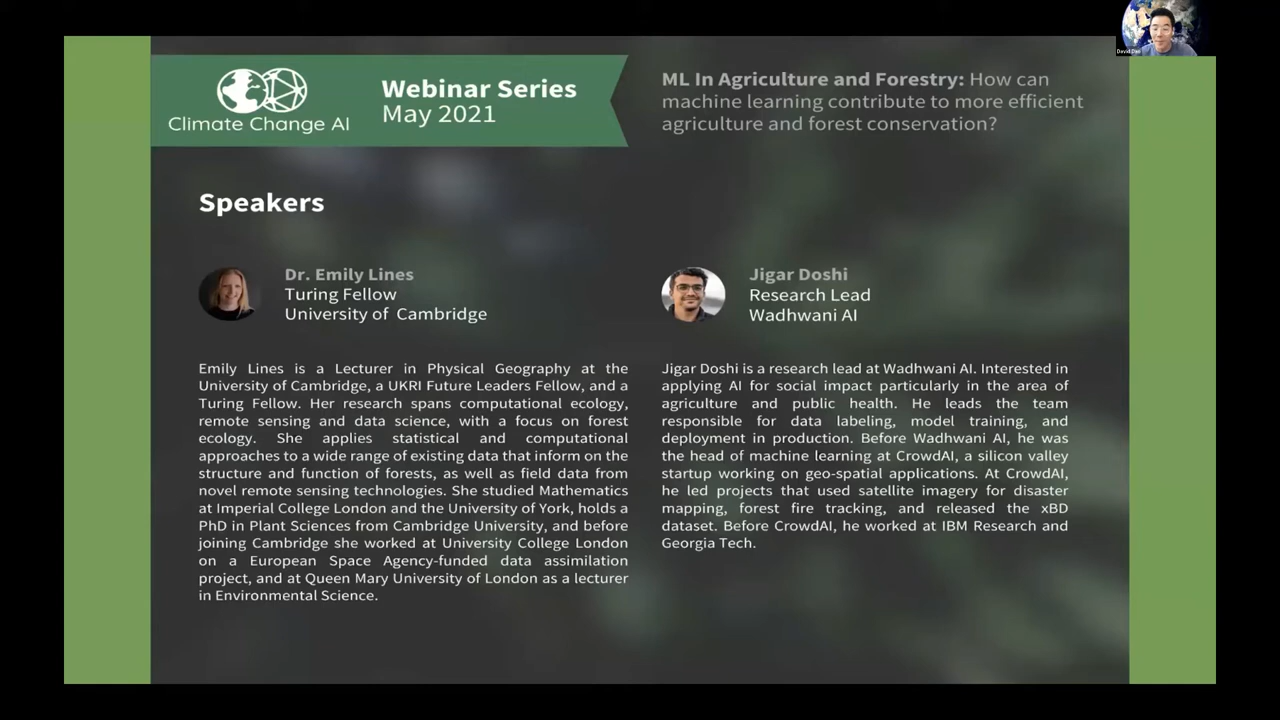 Climate Change AI
Webinar Series
May 2021
ML In Agriculture and Forestry: How can
machine learning contribute to more efficient
agriculture and forest conservation?
Speakers
Dr. Emily Lines
Turing Fellow
University of Cambridge
Emily Lines is a Lecturer in Physical Geography at the
University of Cambridge, a UKRI Future Leaders Fellow, and a
Turing Fellow. Her research spans computational ecology,
remote sensing and data science, with a focus on forest
ecology. She applies statistical and computational
approaches to a wide range of existing data that inform on the
structure and function of forests, as well as field data from
novel remote sensing technologies. She studied Mathematics
at Imperial College London and the University of York, holds a
PhD in Plant Sciences from Cambridge University, and before
joining Cambridge she worked at University College London
on a European Space Agency-funded data assimilation
project, and at Queen Mary University of London as a lecturer
in Environmental Science.
Jigar Doshi
Research Lead
Wadhwani AI
Jigar Doshi is a research lead at Wadhwani AI. Interested in
applying AI for social impact particularly in the area of
agriculture and public health. He leads the team
responsible for data labeling, model training, and
deployment in production. Before Wadhwani AI, he was
the head of machine learning at CrowdAI, a silicon valley
startup working on geo-spatial applications. At CrowdAI,
he led projects that used satellite imagery for disaster
mapping, forest fire tracking, and released the xBD
dataset. Before CrowdAI, he worked at IBM Research and
Georgia Tech.
David